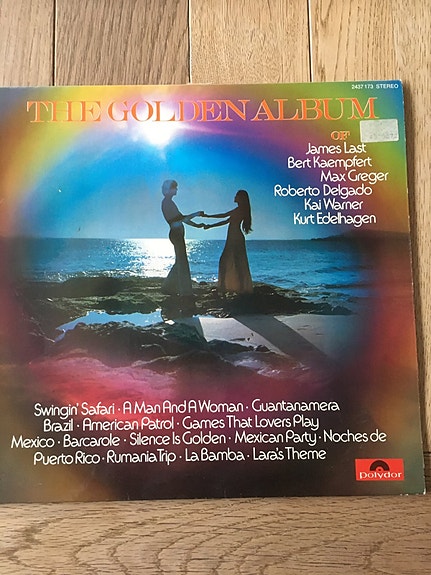 2437 173 STEREO
THE GOLDEN ALBUM
OF
James Last
Bert Kaempfert
Max Greger
Roberto Delgado
Kai Warner
Kurt Edelhagen
Swingin' Safari · A Man And A Woman · Guantanamera
Brazil · American Patrol · Games That Lovers Play
Mexico · Barcarole · Silence Is Golden · Mexican Party · Noches de
Puerto Rico · Rumania Trip · La Bamba · Lara's Theme
Polydor